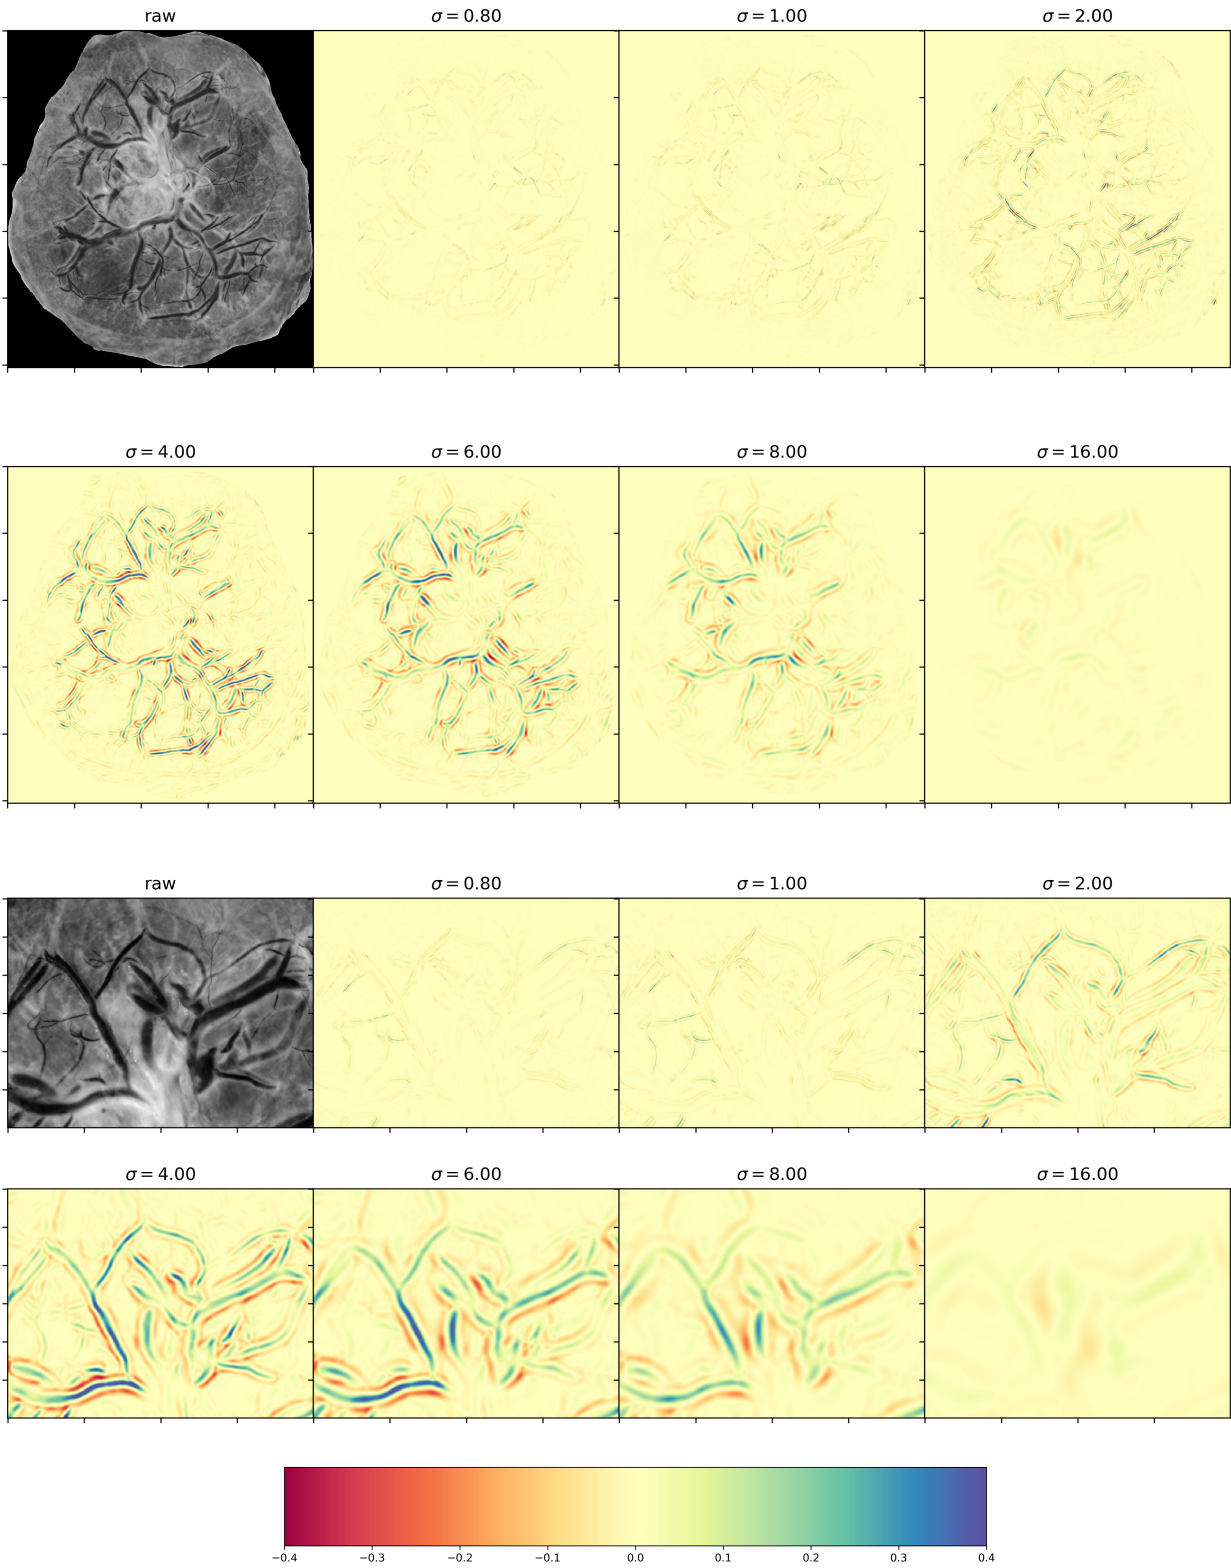 raw
σ = 0.80
σ = 1.00
σ = 2.00
σ = 4.00
σ = 6.00
σ = 8.00
σ = 16.00
raw
σ = 0.80
σ = 1.00
σ = 2.00
σ = 4.00
σ = 6.00
σ = 8.00
σ = 16.00
−0.4 −0.3 −0.2 −0.1 0.0 0.1 0.2 0.3 0.4